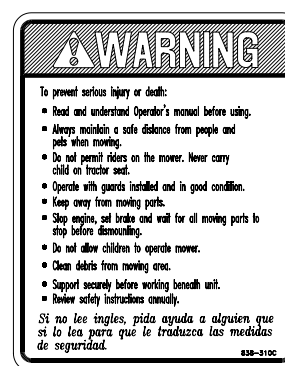 WARNING
To prevent serious injury or death:
▪ Read and understand Operator's manual before using.
▪ Always maintain a safe distance from people and
pets when mowing.
▪ Do not permit riders on the mower. Never carry
child on tractor seat.
▪ Operate with guards installed and in good condition.
▪ Keep away from moving parts.
▪ Stop engine, set brake and wait for all moving parts to
stop before dismounting.
▪ Do not allow children to operate mower.
▪ Clean debris from mowing area.
▪ Support securely before working beneath unit.
▪ Review safety instructions annually.
Si no lee ingles, pida ayuda a alguien que
si lo lea para que le traduzca las medidas
de seguridad.
838-310C